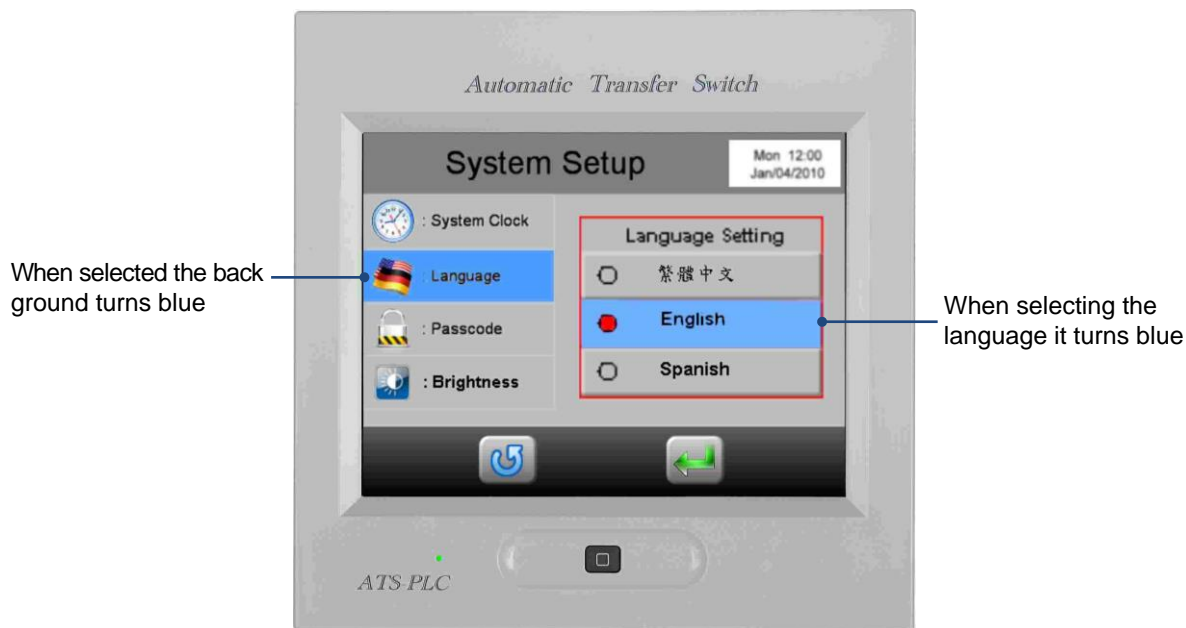 Automatic Transfer Switch
System Setup
Mon 12:00
Jan/04/2010
: System Clock
: Language
: Passcode
: Brightness
Language Setting
繁體中文
English
Spanish
When selected the back
ground turns blue
When selecting the
language it turns blue
ATS-PLC